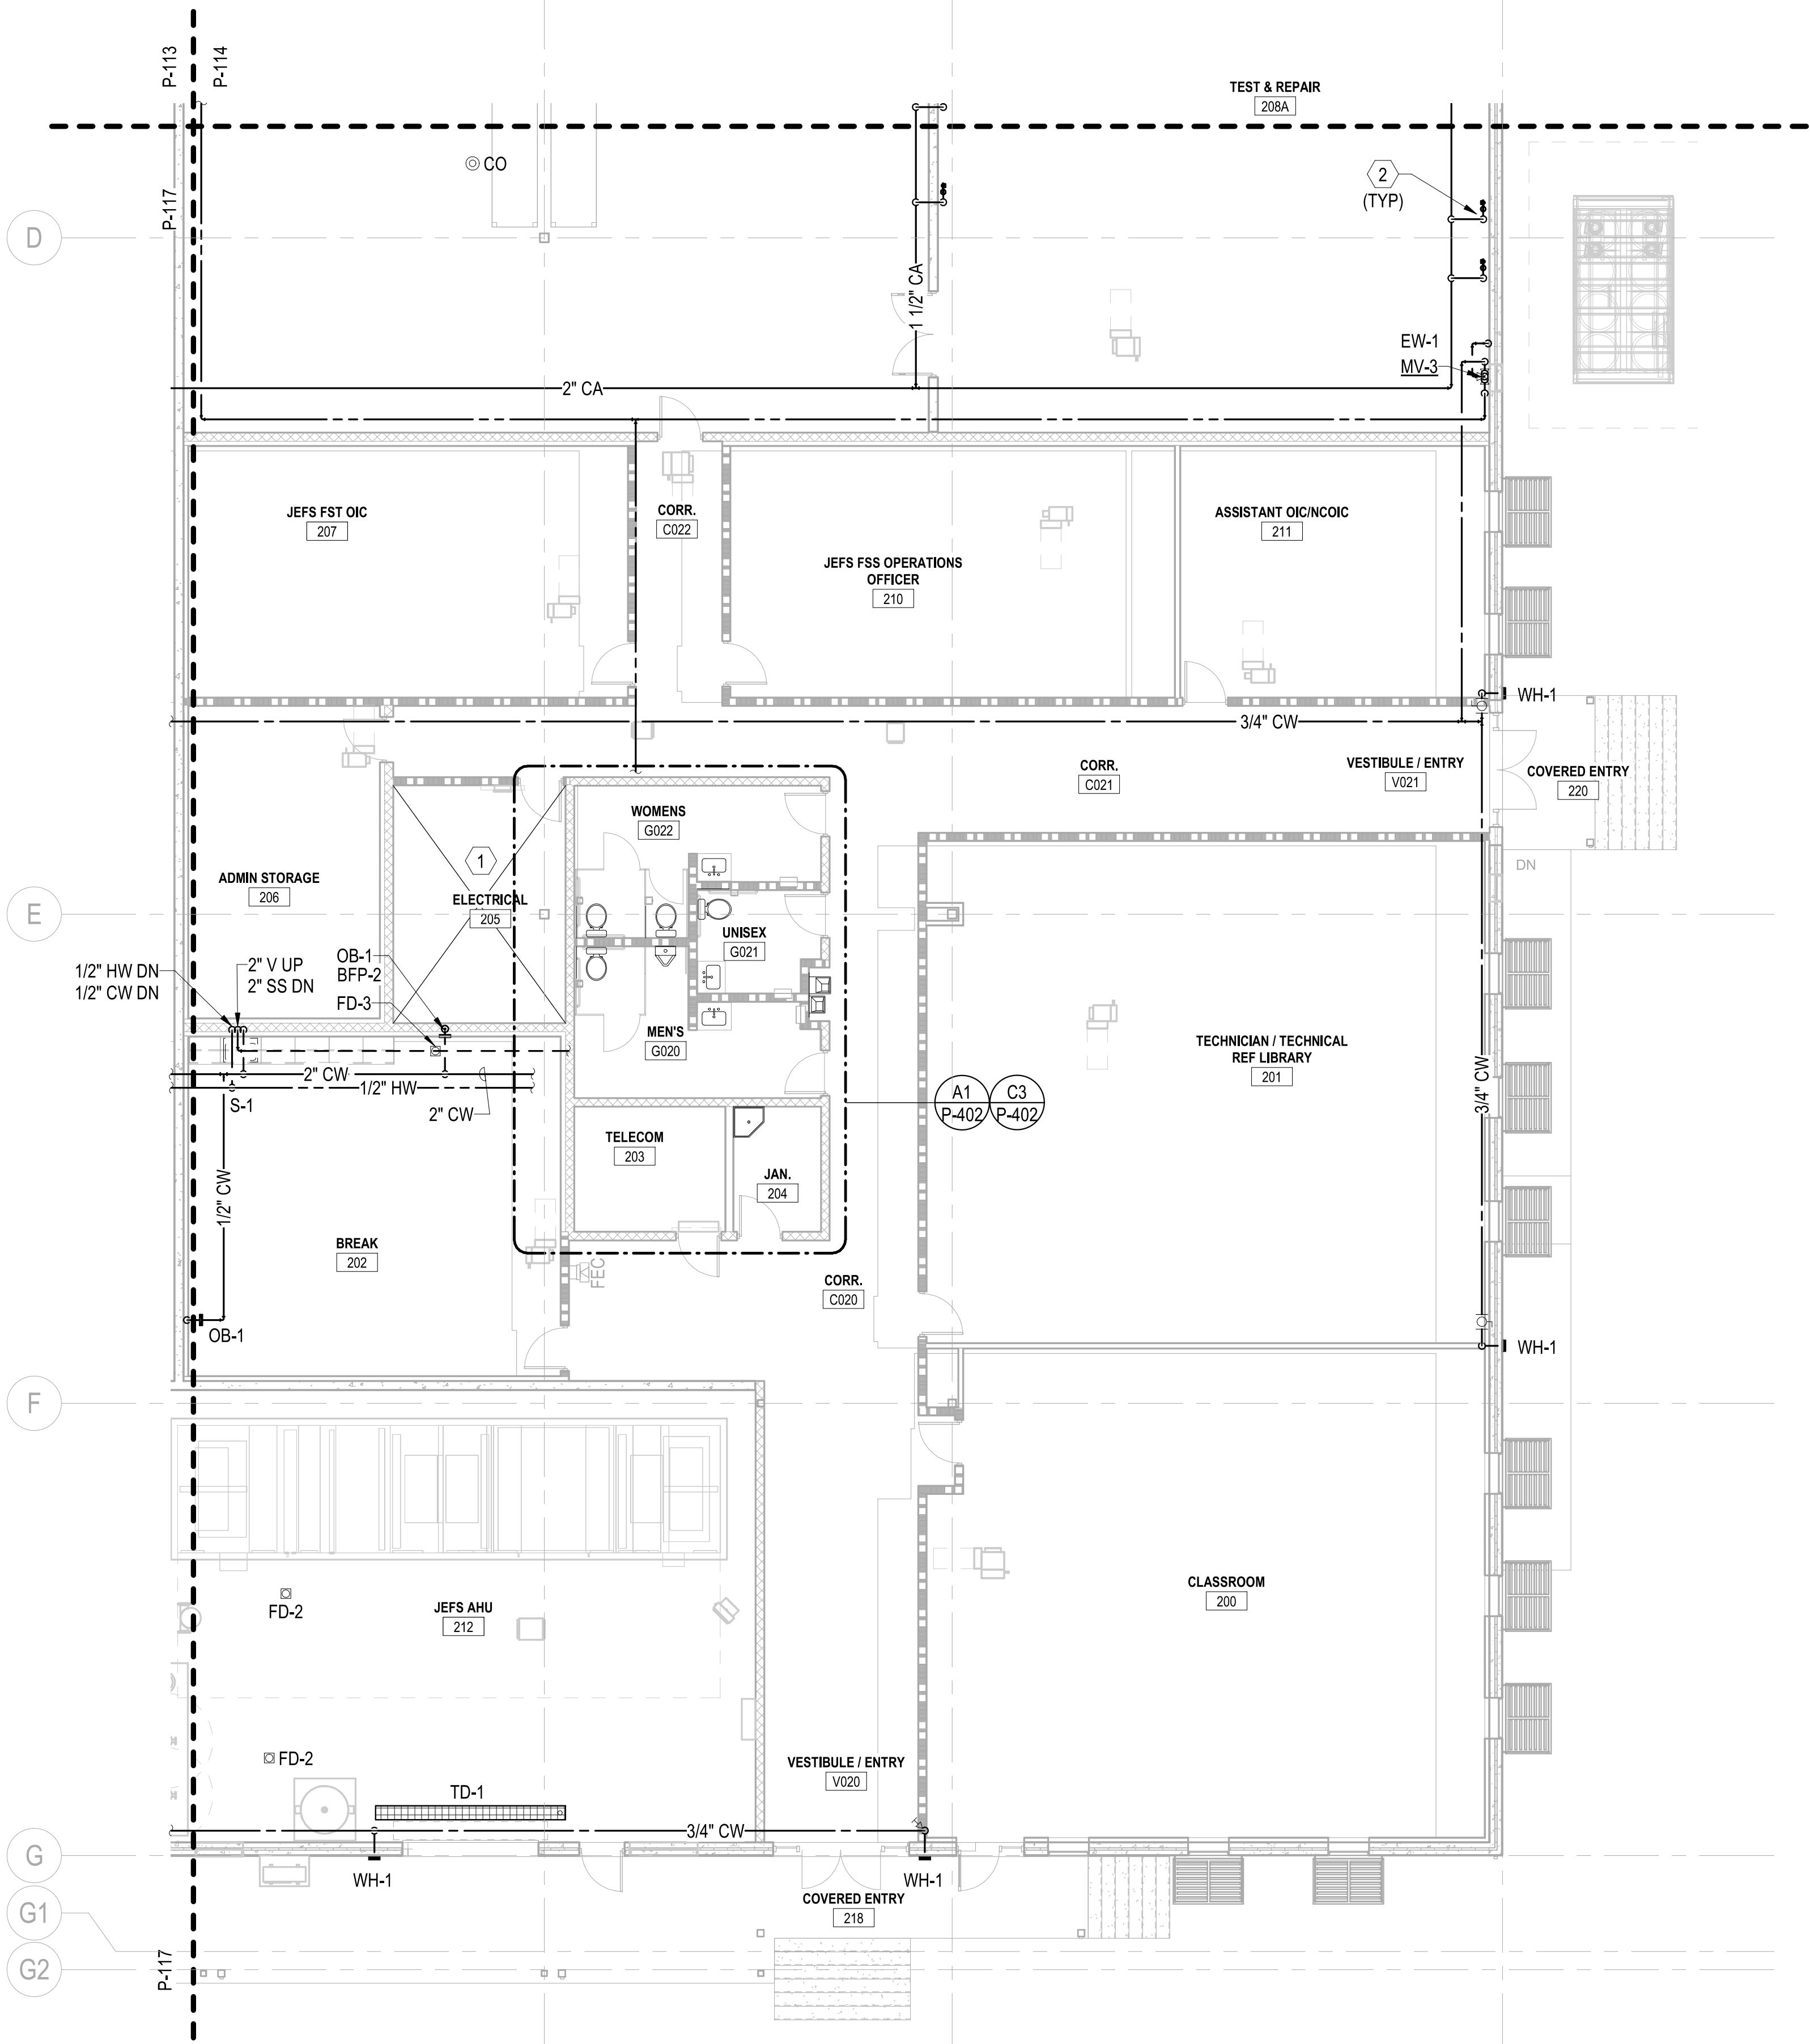 P-113
P-114
TEST & REPAIR
208A
CO
P-117
2
(TYP)
D
1 1/2" CA
EW-1
MV-3
2" CA
JEFS FST OIC
207
CORR.
C022
JEFS FSS OPERATIONS
OFFICER
210
ASSISTANT OIC/NCOIC
211
WH-1
3/4" CW
CORR.
C021
VESTIBULE / ENTRY
V021
COVERED ENTRY
220
WOMENS
G022
DN
1
ADMIN STORAGE
206
ELECTRICAL
205
E
UNISEX
G021
1/2" HW DN
1/2" CW DN
2" V UP
2" SS DN
OB-1
BFP-2
FD-3
MEN'S
G020
TECHNICIAN / TECHNICAL
REF LIBRARY
201
2" CW
1/2" HW
S-1
2" CW
A1
P-402
C3
P-402
3/4" CW
TELECOM
203
JAN.
204
1/2" CW
BREAK
202
FEC
CORR.
C020
OB-1
WH-1
F
CLASSROOM
200
FD-2
JEFS AHU
212
FD-2
VESTIBULE / ENTRY
V020
TD-1
3/4" CW
G
WH-1
WH-1
COVERED ENTRY
218
G1
P-117
G2